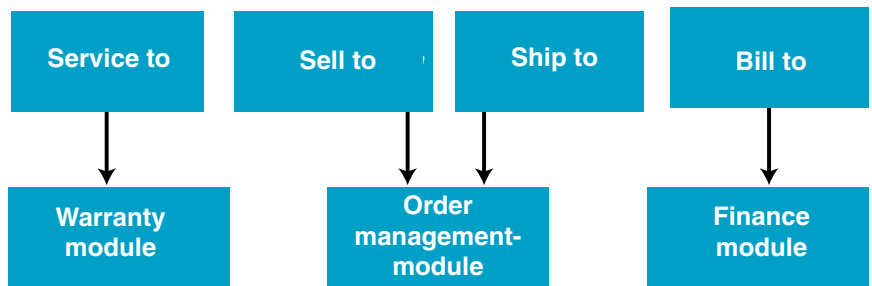 Service to
Sell to
Ship to
Bill to
Warranty
module
Order
management-
module
Finance
module